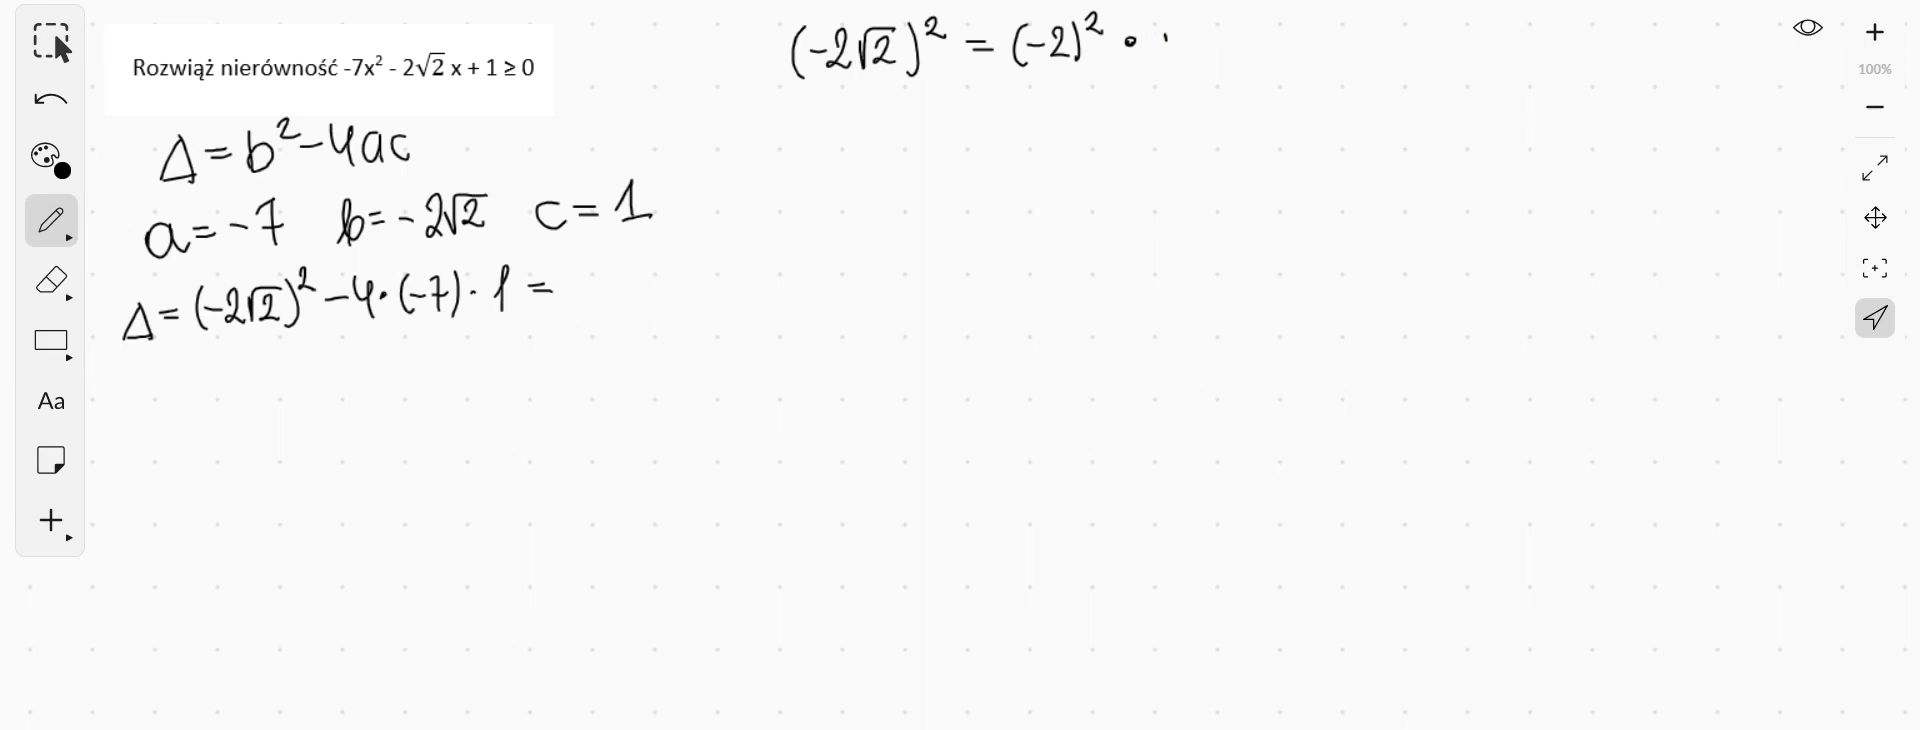 Rozwiąż nierówność -7x² - 2√2 x + 1 ≥ 0
(-2√2)² = (-2)² ·
100%
Δ = b² - 4ac
a = -7 b = -2√2 c = 1
Δ = (-2√2)² - 4 · (-7) · 1 =
Aa